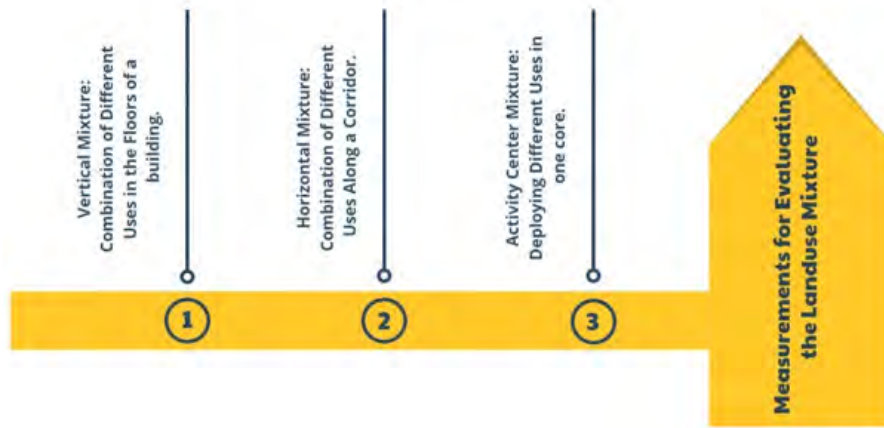 Vertical Mixture:
Combination of Different
Uses in the Floors of a
building.
1
Horizontal Mixture:
Combination of Different
Uses Along a Corridor.
2
Activity Center Mixture:
Deploying Different Uses in
one core.
3
Measurements for Evaluating
the Landuse Mixture